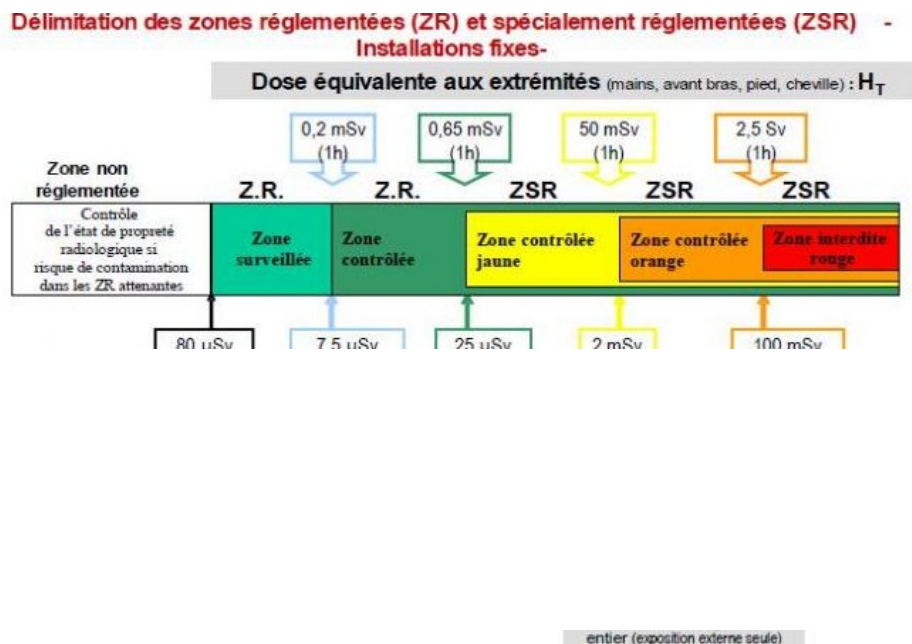 Délimitation des zones réglementées (ZR) et spécialement réglementées (ZSR) -
Installations fixes-
Dose équivalente aux extrémités (mains, avant bras, pied, cheville) : H_T
0,2 mSv
(1h)
0,65 mSv
(1h)
50 mSv
(1h)
2,5 Sv
(1h)
Zone non
réglementée
Z.R.
Z.R.
ZSR
ZSR
ZSR
Contrôle
de l'état de propreté
radiologique si
risque de contamination
dans les ZR attenantes
Zone
surveillée
Zone
contrôlée
Zone contrôlée
jaune
Zone contrôlée
orange
Zone interdite
rouge
80 µSv
7,5 µSv
25 µSv
2 mSv
100 mSv
entier (exposition externe seule)